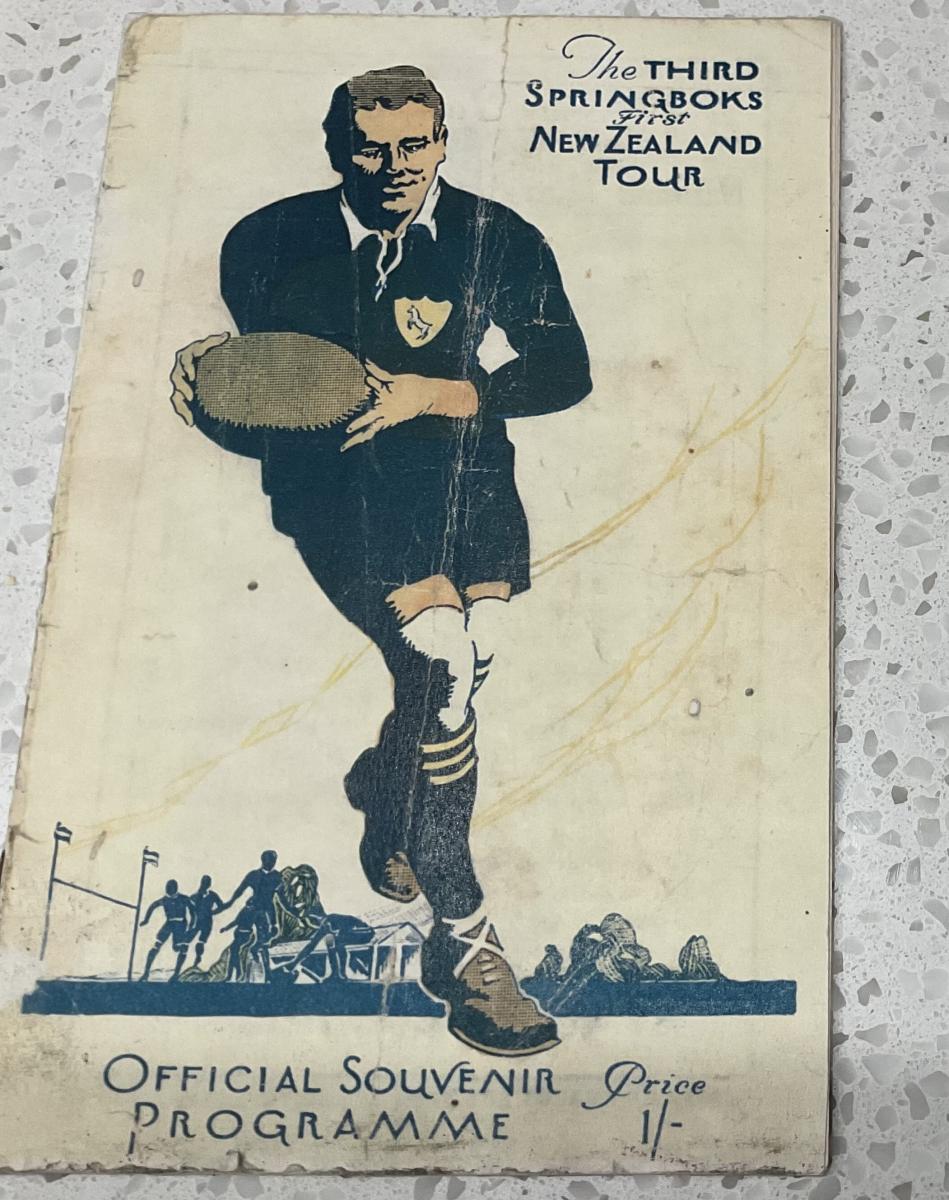 The THIRD
SPRINGBOKS
First
NEW ZEALAND
TOUR
OFFICIAL SOUVENIR
PROGRAMME
Price
1/-